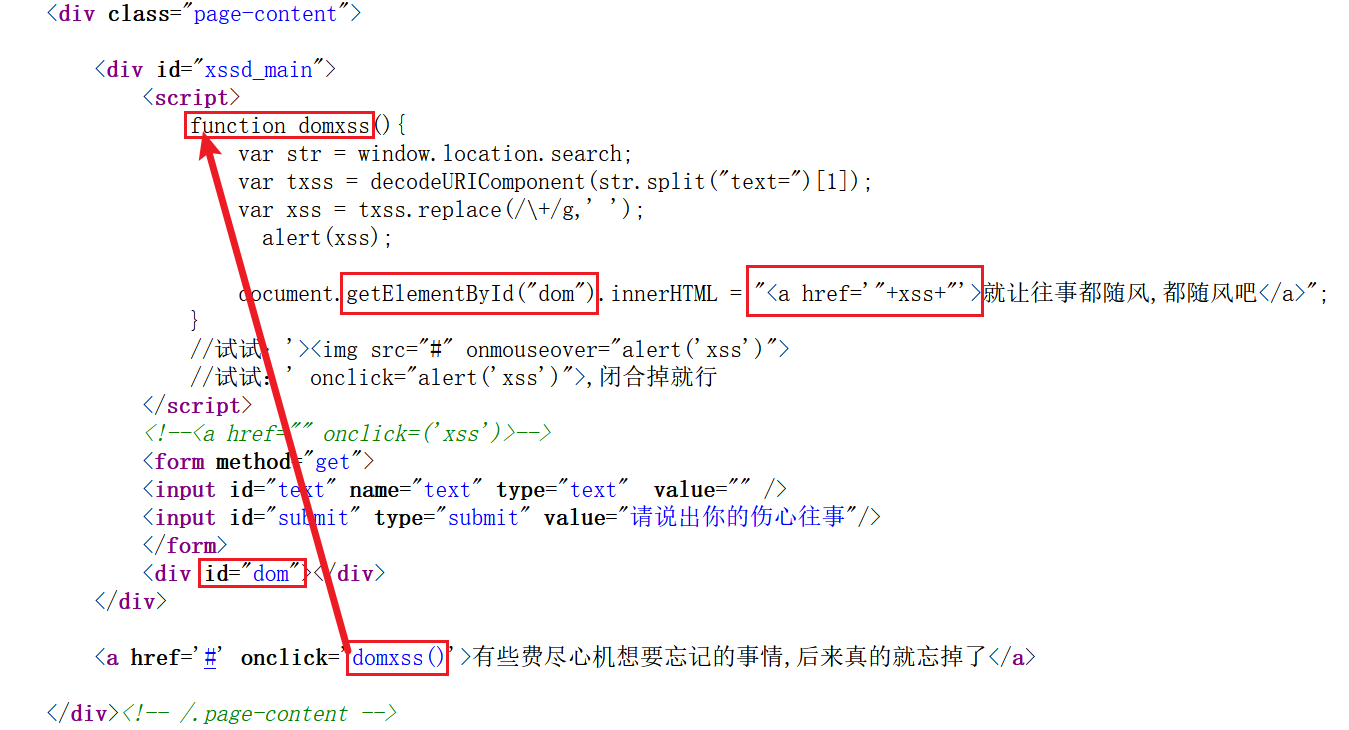 <div class="page-content">
<div id="xssd_main">
<script>
function domxss(){
var str = window.location.search;
var txss = decodeURIComponent(str.split("text=")[1]);
var xss = txss.replace(/\+/g,' ');
alert(xss);
document.getElementById("dom").innerHTML = "<a href='"+xss+"'>就让往事都随风,都随风吧</a>";
}
//试试：'><img src="#" onmouseover="alert('xss')">
//试试：' onclick="alert('xss')">,闭合掉就行
</script>
<!--<a href="" onclick=('xss')>-->
<form method="get">
<input id="text" name="text" type="text"  value="" />
<input id="submit" type="submit" value="请说出你的伤心往事"/>
</form>
<div id="dom"></div>
</div>
<a href='#' onclick='domxss()'>有些费尽心机想要忘记的事情,后来真的就忘掉了</a>
</div><!-- /.page-content -->